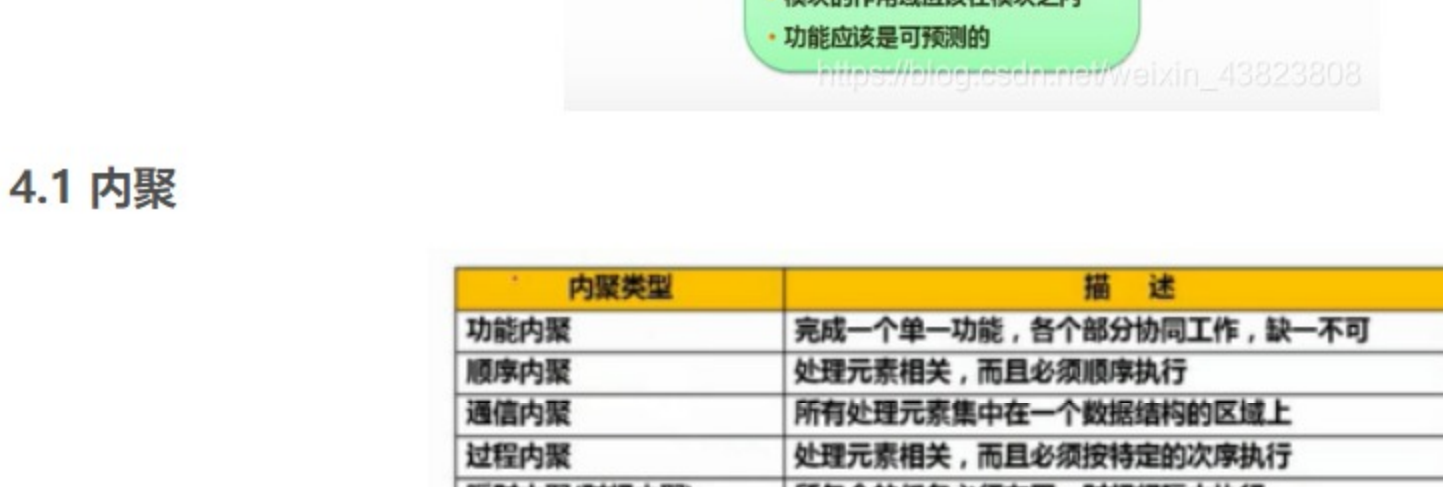 • 功能应该是可预测的
https://blog.csdn.net/weixin_43823808
4.1 内聚
内聚类型 描 述
功能内聚 完成一个单一功能，各个部分协同工作，缺一不可
顺序内聚 处理元素相关，而且必须顺序执行
通信内聚 所有处理元素集中在一个数据结构的区域上
过程内聚 处理元素相关，而且必须按特定的次序执行